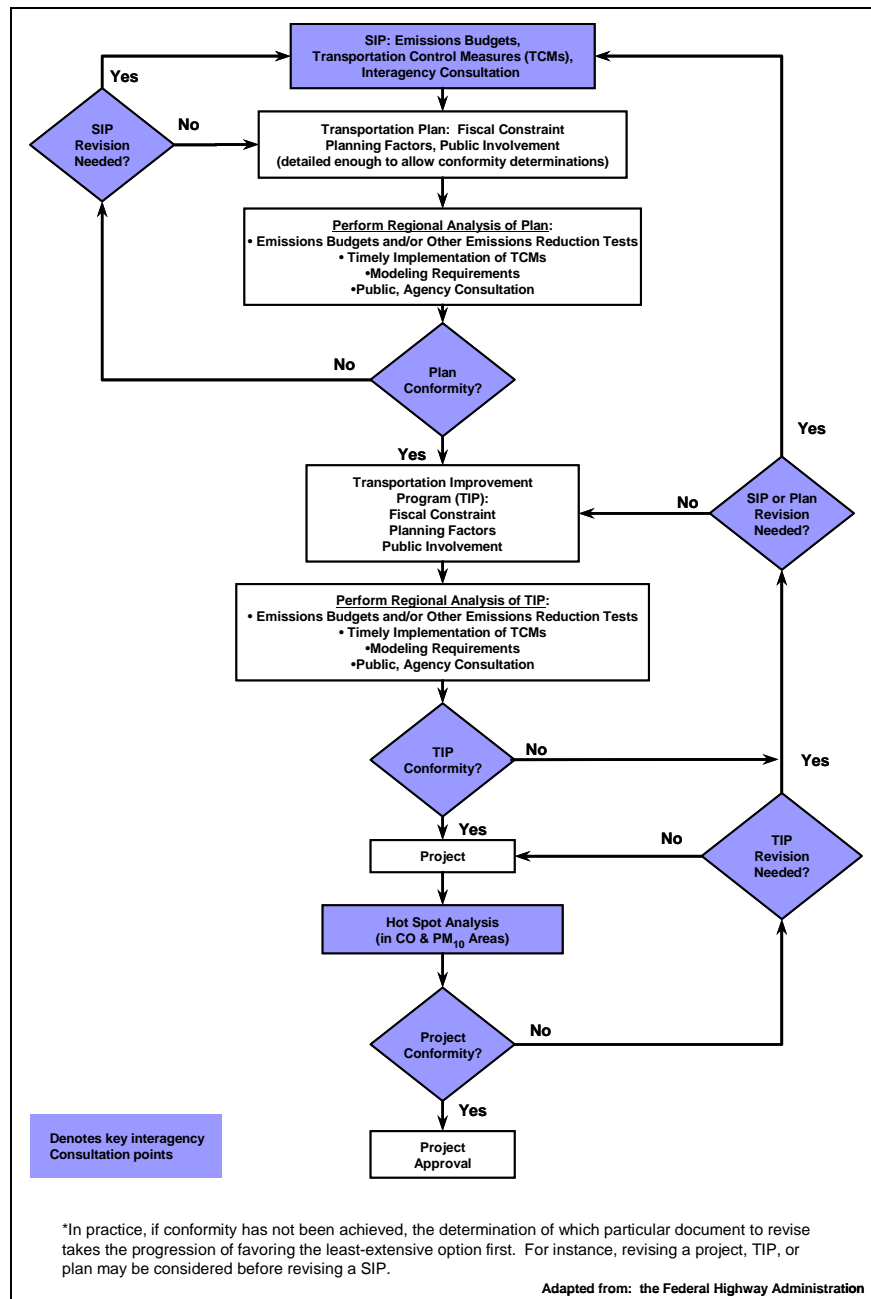 SIP: Emissions Budgets,
Transportation Control Measures (TCMs),
Interagency Consultation
Yes
No
SIP
Revision
Needed?
Transportation Plan: Fiscal Constraint
Planning Factors, Public Involvement
(detailed enough to allow conformity determinations)
Perform Regional Analysis of Plan:
• Emissions Budgets and/or Other Emissions Reduction Tests
• Timely Implementation of TCMs
•Modeling Requirements
•Public, Agency Consultation
No
Plan
Conformity?
Yes
Yes
Transportation Improvement
Program (TIP):
Fiscal Constraint
Planning Factors
Public Involvement
No
SIP or Plan
Revision
Needed?
Perform Regional Analysis of TIP:
• Emissions Budgets and/or Other Emissions Reduction Tests
• Timely Implementation of TCMs
•Modeling Requirements
•Public, Agency Consultation
TIP
Conformity?
No
Yes
Yes
Project
No
TIP
Revision
Needed?
Hot Spot Analysis
(in CO & PM10 Areas)
Project
Conformity?
No
Yes
Project
Approval
Denotes key interagency
Consultation points
*In practice, if conformity has not been achieved, the determination of which particular document to revise
takes the progression of favoring the least-extensive option first. For instance, revising a project, TIP, or
plan may be considered before revising a SIP.
Adapted from: the Federal Highway Administration